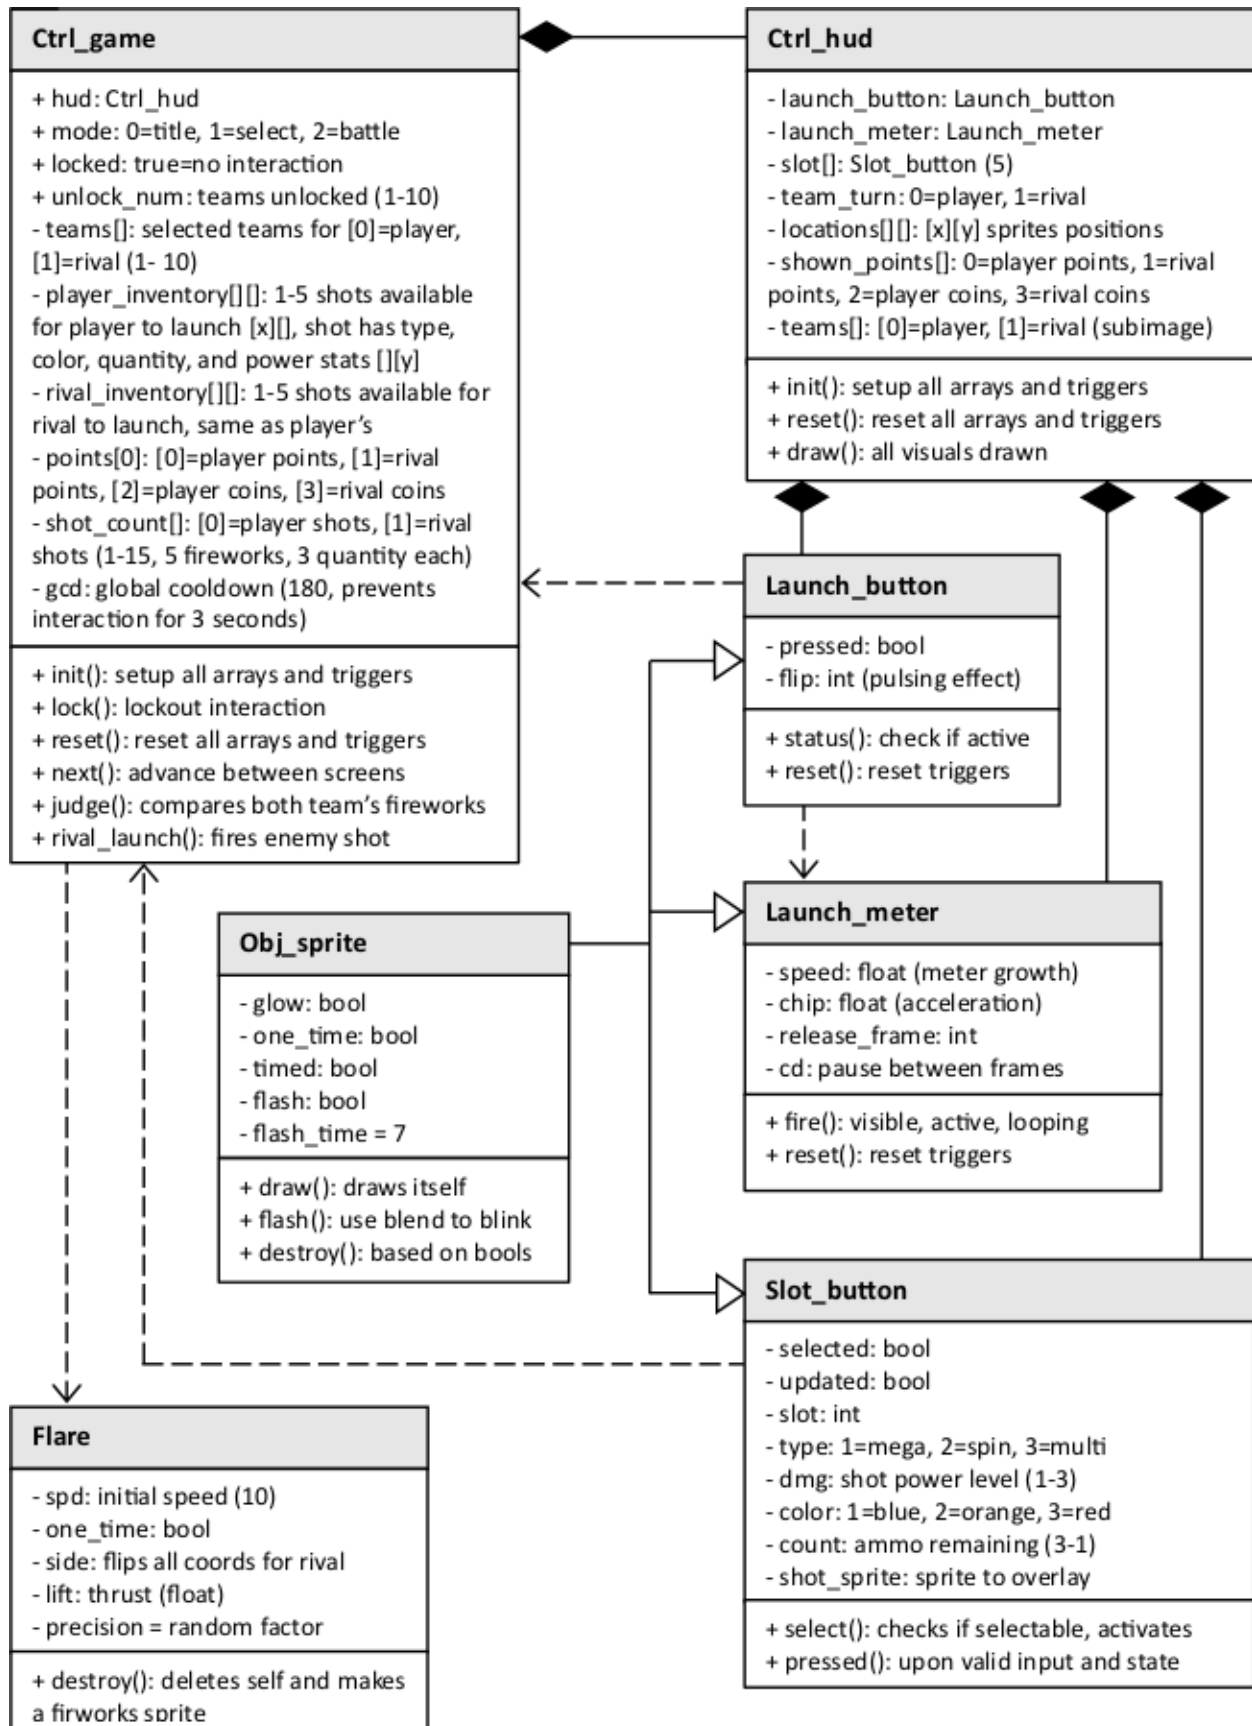 Ctrl_game
+ hud: Ctrl_hud
+ mode: 0=title, 1=select, 2=battle
+ locked: true=no interaction
+ unlock_num: teams unlocked (1-10)
- teams[]: selected teams for [0]=player,
[1]=rival (1- 10)
- player_inventory[][]: 1-5 shots available
for player to launch [x][], shot has type,
color, quantity, and power stats [][y]
- rival_inventory[][]: 1-5 shots available for
rival to launch, same as player’s
- points[0]: [0]=player points, [1]=rival
points, [2]=player coins, [3]=rival coins
- shot_count[]: [0]=player shots, [1]=rival
shots (1-15, 5 fireworks, 3 quantity each)
- gcd: global cooldown (180, prevents
interaction for 3 seconds)
+ init(): setup all arrays and triggers
+ lock(): lockout interaction
+ reset(): reset all arrays and triggers
+ next(): advance between screens
+ judge(): compares both team’s fireworks
+ rival_launch(): fires enemy shot
Ctrl_hud
- launch_button: Launch_button
- launch_meter: Launch_meter
- slot[]: Slot_button (5)
- team_turn: 0=player, 1=rival
- locations[][]: [x][y] sprites positions
- shown_points[]: 0=player points, 1=rival
points, 2=player coins, 3=rival coins
- teams[]: [0]=player, [1]=rival (subimage)
+ init(): setup all arrays and triggers
+ reset(): reset all arrays and triggers
+ draw(): all visuals drawn
Launch_button
- pressed: bool
- flip: int (pulsing effect)
+ status(): check if active
+ reset(): reset triggers
Launch_meter
- speed: float (meter growth)
- chip: float (acceleration)
- release_frame: int
- cd: pause between frames
+ fire(): visible, active, looping
+ reset(): reset triggers
Obj_sprite
- glow: bool
- one_time: bool
- timed: bool
- flash: bool
- flash_time = 7
+ draw(): draws itself
+ flash(): use blend to blink
+ destroy(): based on bools
Slot_button
- selected: bool
- updated: bool
- slot: int
- type: 1=mega, 2=spin, 3=multi
- dmg: shot power level (1-3)
- color: 1=blue, 2=orange, 3=red
- count: ammo remaining (3-1)
- shot_sprite: sprite to overlay
+ select(): checks if selectable, activates
+ pressed(): upon valid input and state
Flare
- spd: initial speed (10)
- one_time: bool
- side: flips all coords for rival
- lift: thrust (float)
- precision = random factor
+ destroy(): deletes self and makes
a firworks sprite